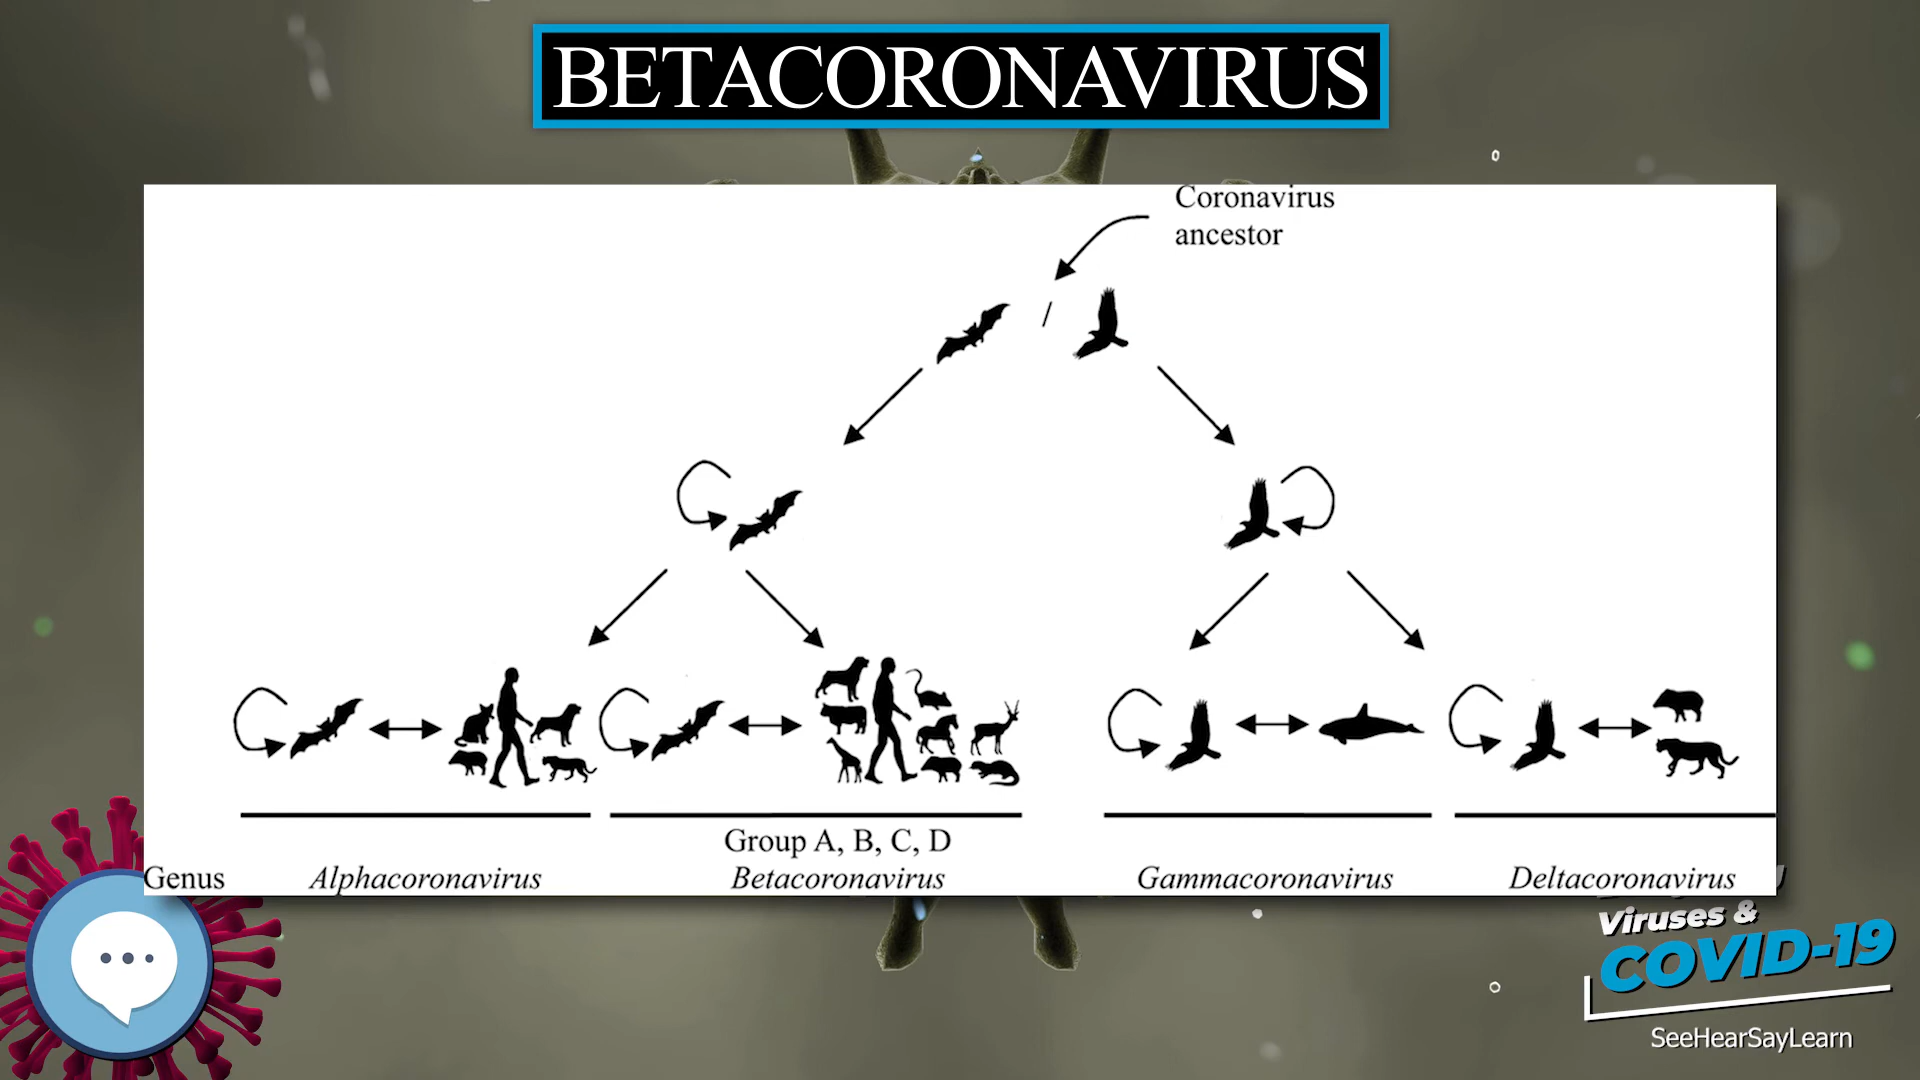 BETACORONAVIRUS
Coronavirus
ancestor
/
Group A, B, C, D
Genus Alphacoronavirus Betacoronavirus Gammacoronavirus Deltacoronavirus
Viruses &
COVID-19
SeeHearSayLearn